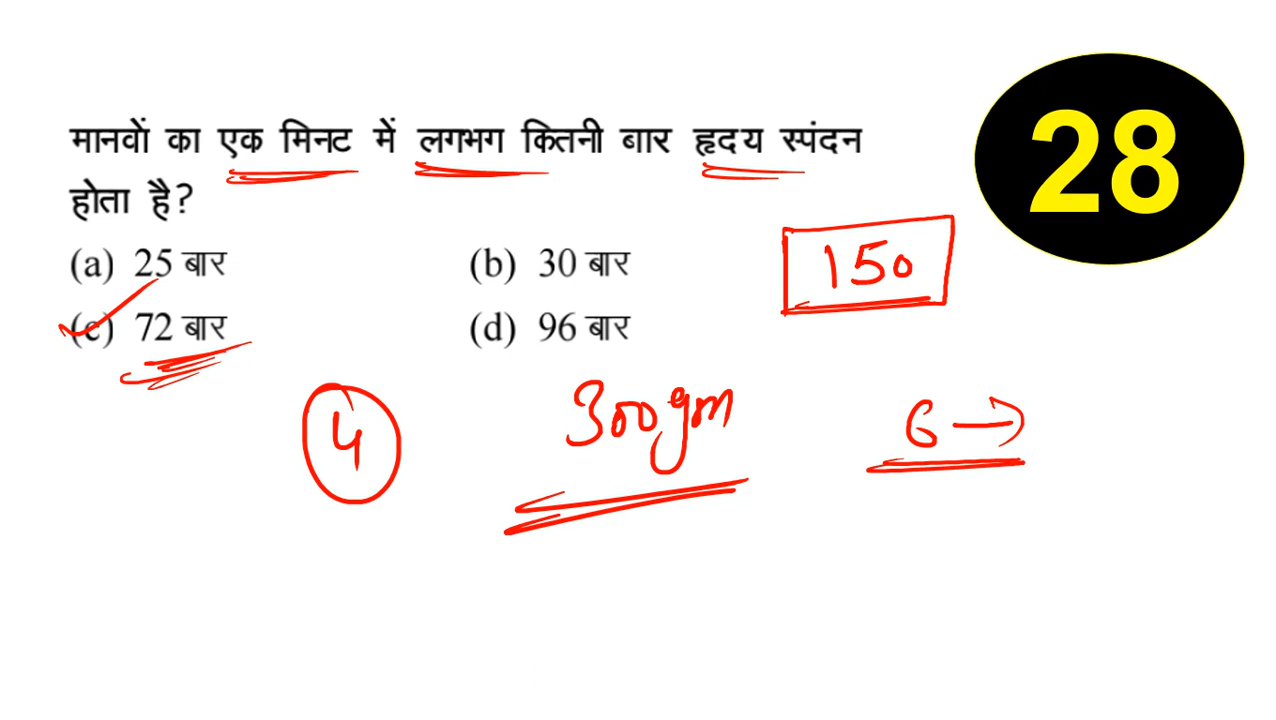 28
मानवों का एक मिनट में लगभग कितनी बार हृदय स्पंदन
होता है?
(a) 25 बार (b) 30 बार
150
(c) 72 बार (d) 96 बार
4 300gm 6 →